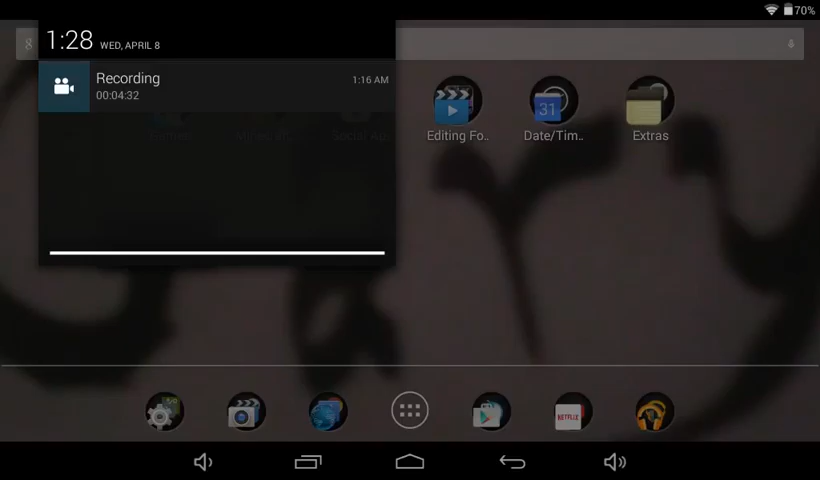 70%
1:28 WED, APRIL 8
Recording
1:16 AM
00:04:32
Editing Fo..
Date/Tim..
Extras
31
NETFLIX